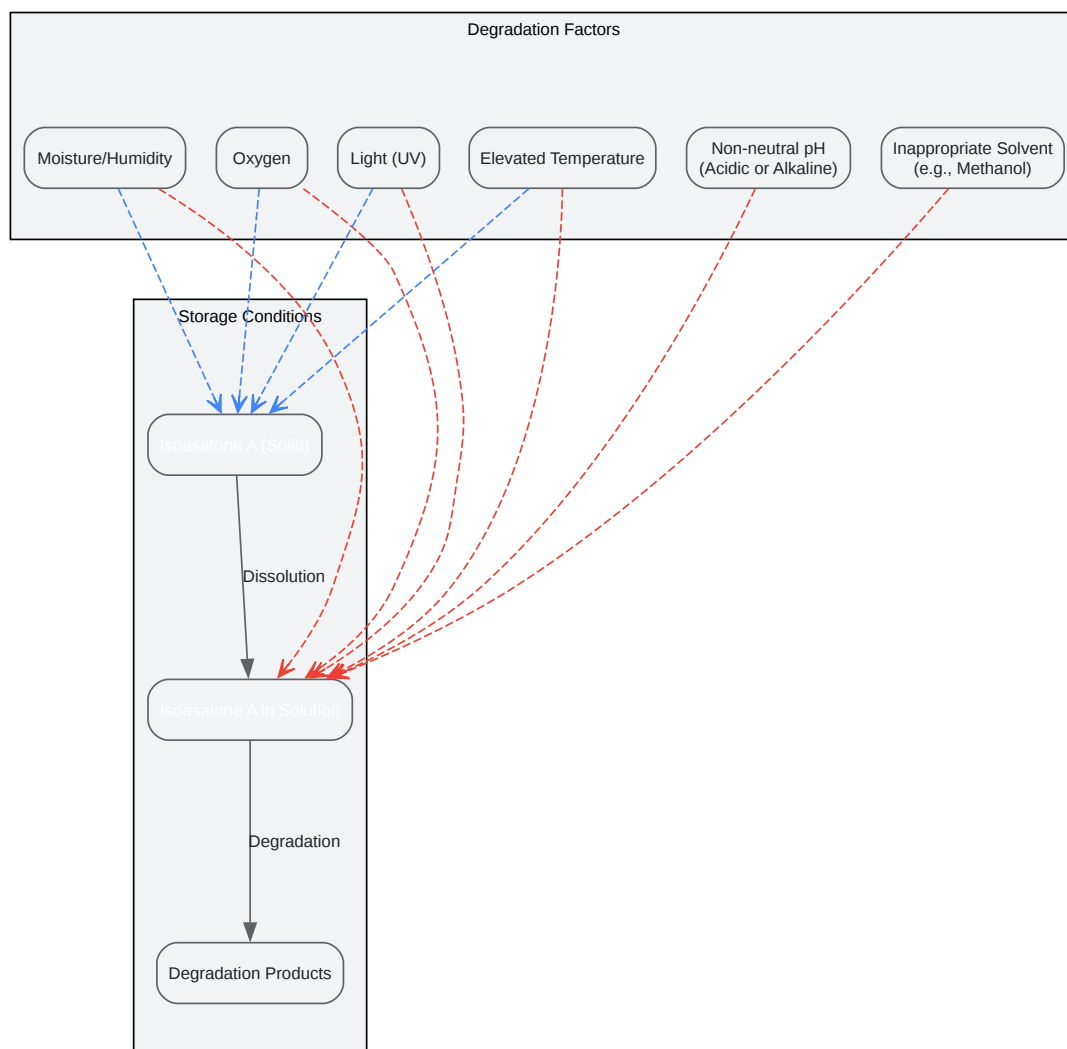 Degradation Factors
Moisture/Humidity
Oxygen
Light (UV)
Elevated Temperature
Non-neutral pH
(Acidic or Alkaline)
Inappropriate Solvent
(e.g., Methanol)
Storage Conditions
Isoasatone A (Solid)
Dissolution
Isoasatone A in Solution
Degradation
Degradation Products